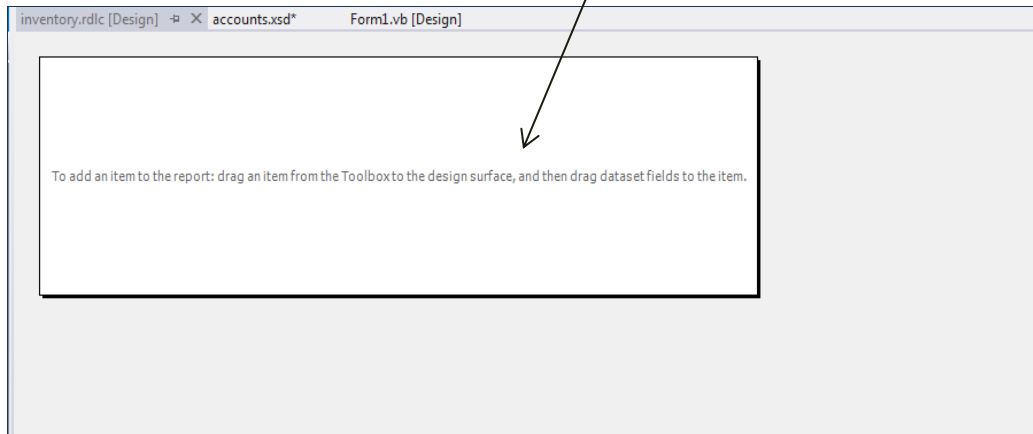 inventory.rdlc [Design] accounts.xsd* Form1.vb [Design]
To add an item to the report: drag an item from the Toolbox to the design surface, and then drag dataset fields to the item.